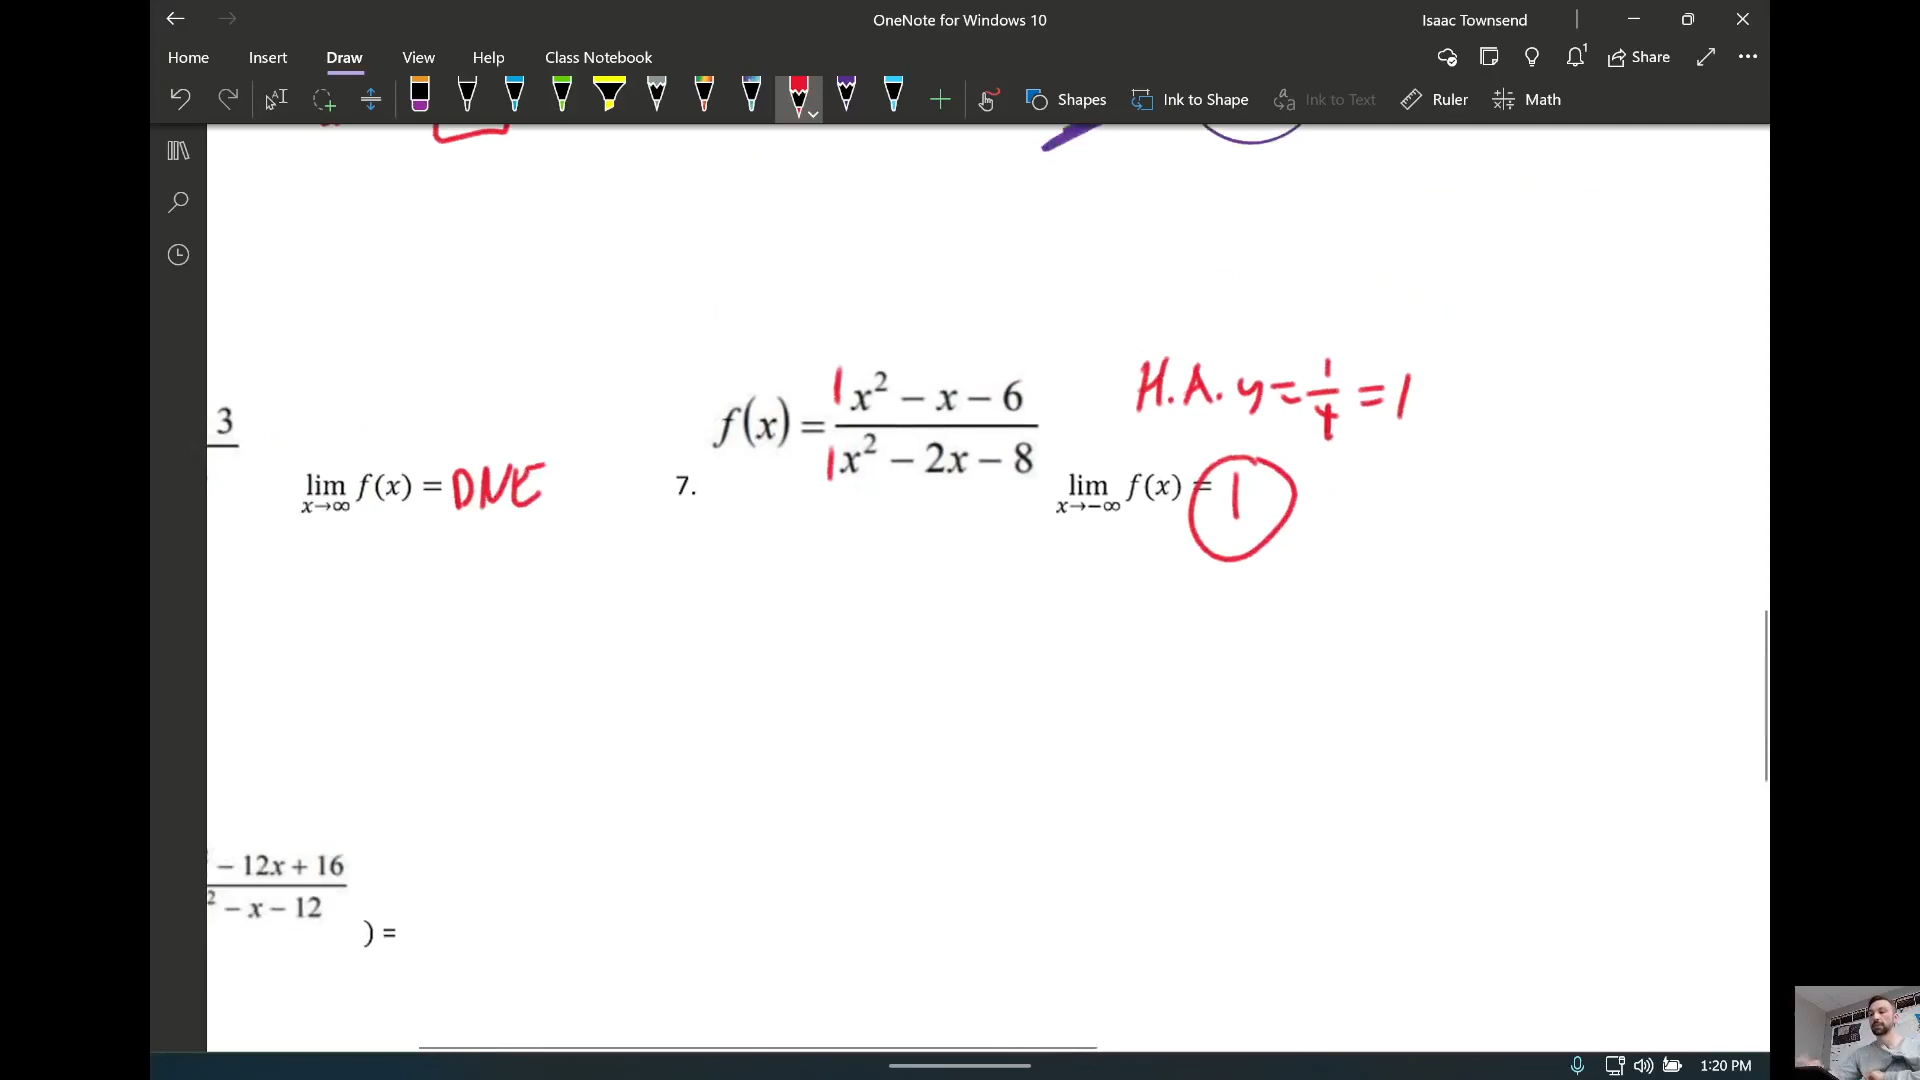 OneNote for Windows 10
Isaac Townsend
Home Insert Draw View Help Class Notebook
1 Share
Shapes Ink to Shape Ink to Text Ruler Math
3
lim f(x) = DNE
x→∞
7.
f(x) = 1x² − x − 6
1x² − 2x − 8
H.A. y = 1/1 = 1
lim f(x) = 1
x→−∞
− 12x + 16
² − x − 12
) =
1:20 PM